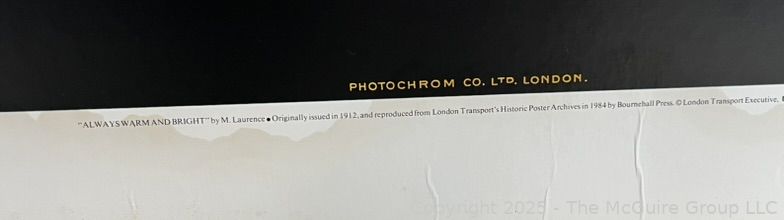 PHOTOCHROM CO. LTD, LONDON.
"ALWAYS WARM AND BRIGHT" by M. Laurence ● Originally issued in 1912, and reproduced from London Transport's Historic Poster Archives in 1984 by Bournehall Press. © London Transport Executive.
Copyright 2025 - The McGuire Group LLC